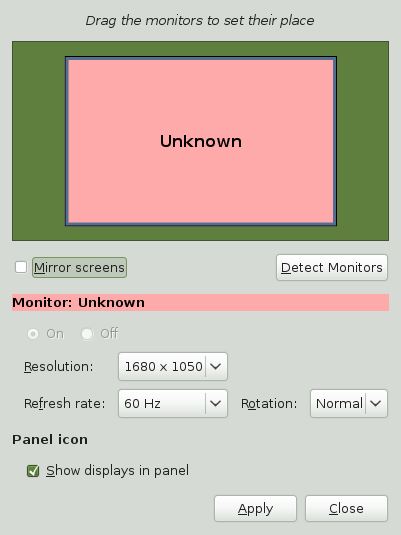 Drag the monitors to set their place
Unknown
Mirror screens
Detect Monitors
Monitor: Unknown
On Off
Resolution: 1680 x 1050
Refresh rate: 60 Hz Rotation: Normal
Panel icon
Show displays in panel
Apply Close